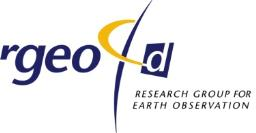 rgeo d
RESEARCH GROUP FOR
EARTH OBSERVATION